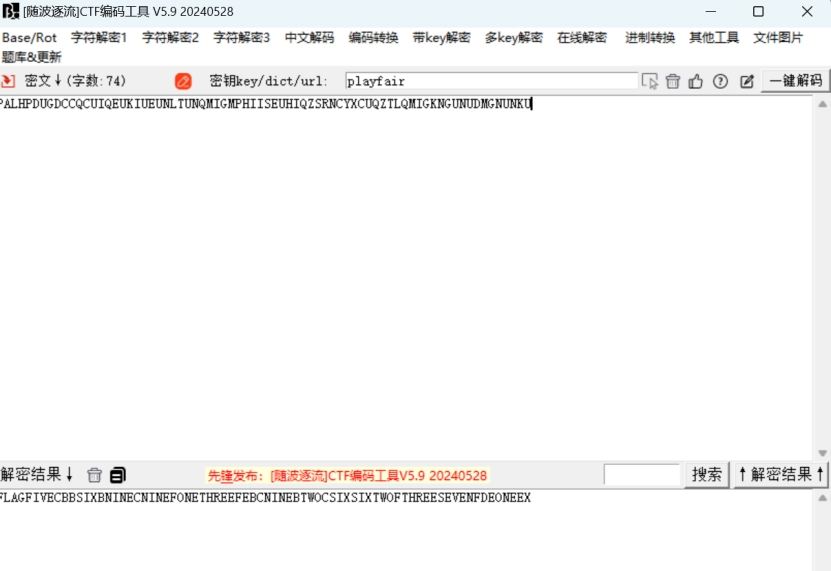 [随波逐流]CTF编码工具 V5.9 20240528
Base/Rot 字符解密1 字符解密2 字符解密3 中文解码 编码转换 带key解密 多key解密 在线解密 进制转换 其他工具 文件图片
题库&更新
密文↓(字数:74) 密钥key/dict/url: playfair 一键解码
PALHPDUGDCCQCUIQEUKIUEUNLTUNQMIGMPHIISEUHIQZSRNCYXCUQZTLQMIGKNGUNUDMGNUNKU
解密结果↓ 先锋发布：[随波逐流]CTF编码工具V5.9 20240528 搜索 ↑解密结果↑
FLAGFIVECBBSIXBNINECNINEFONETHREEFEBCNINEBTWOCSIXSIXTWOFTHREESEVENFDEONEEX